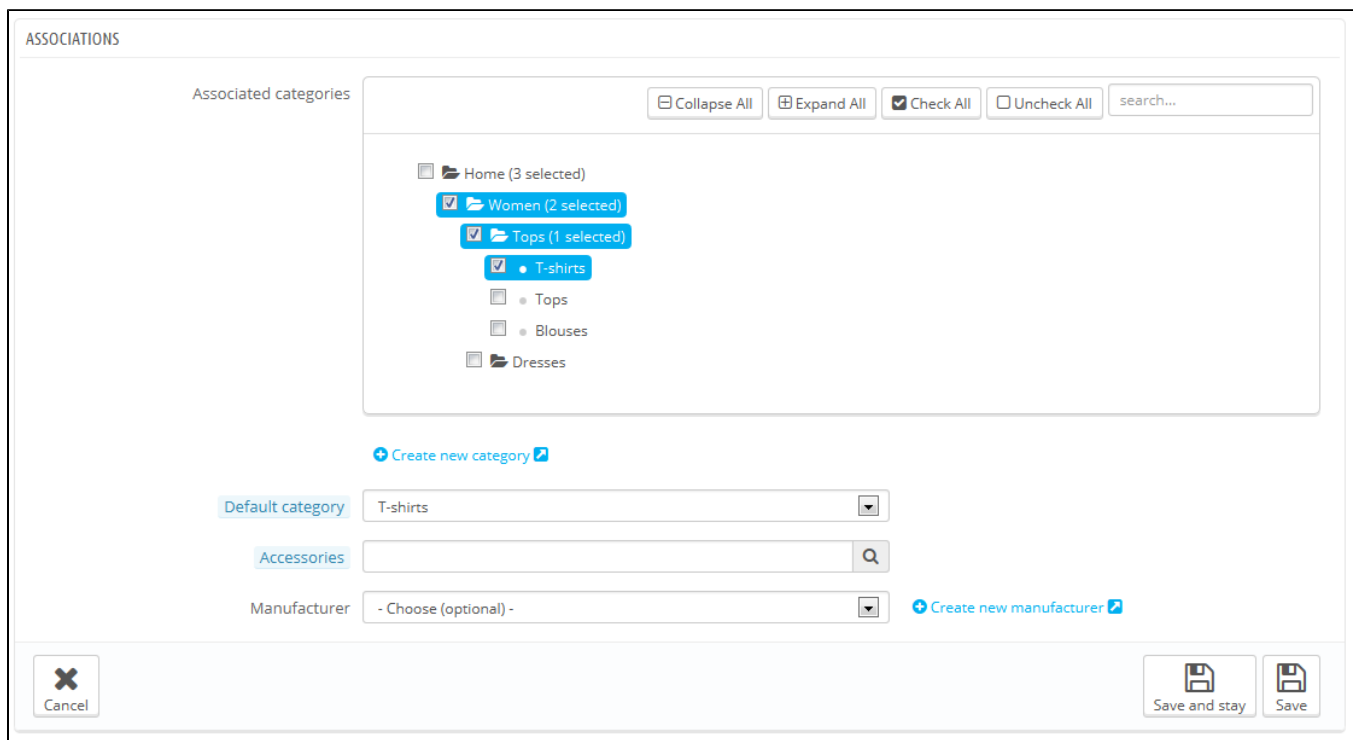 ASSOCIATIONS
Associated categories
Collapse All Expand All Check All Uncheck All search...
Home (3 selected)
Women (2 selected)
Tops (1 selected)
T-shirts
Tops
Blouses
Dresses
Create new category
Default category T-shirts
Accessories
Manufacturer - Choose (optional) - Create new manufacturer
Cancel Save and stay Save